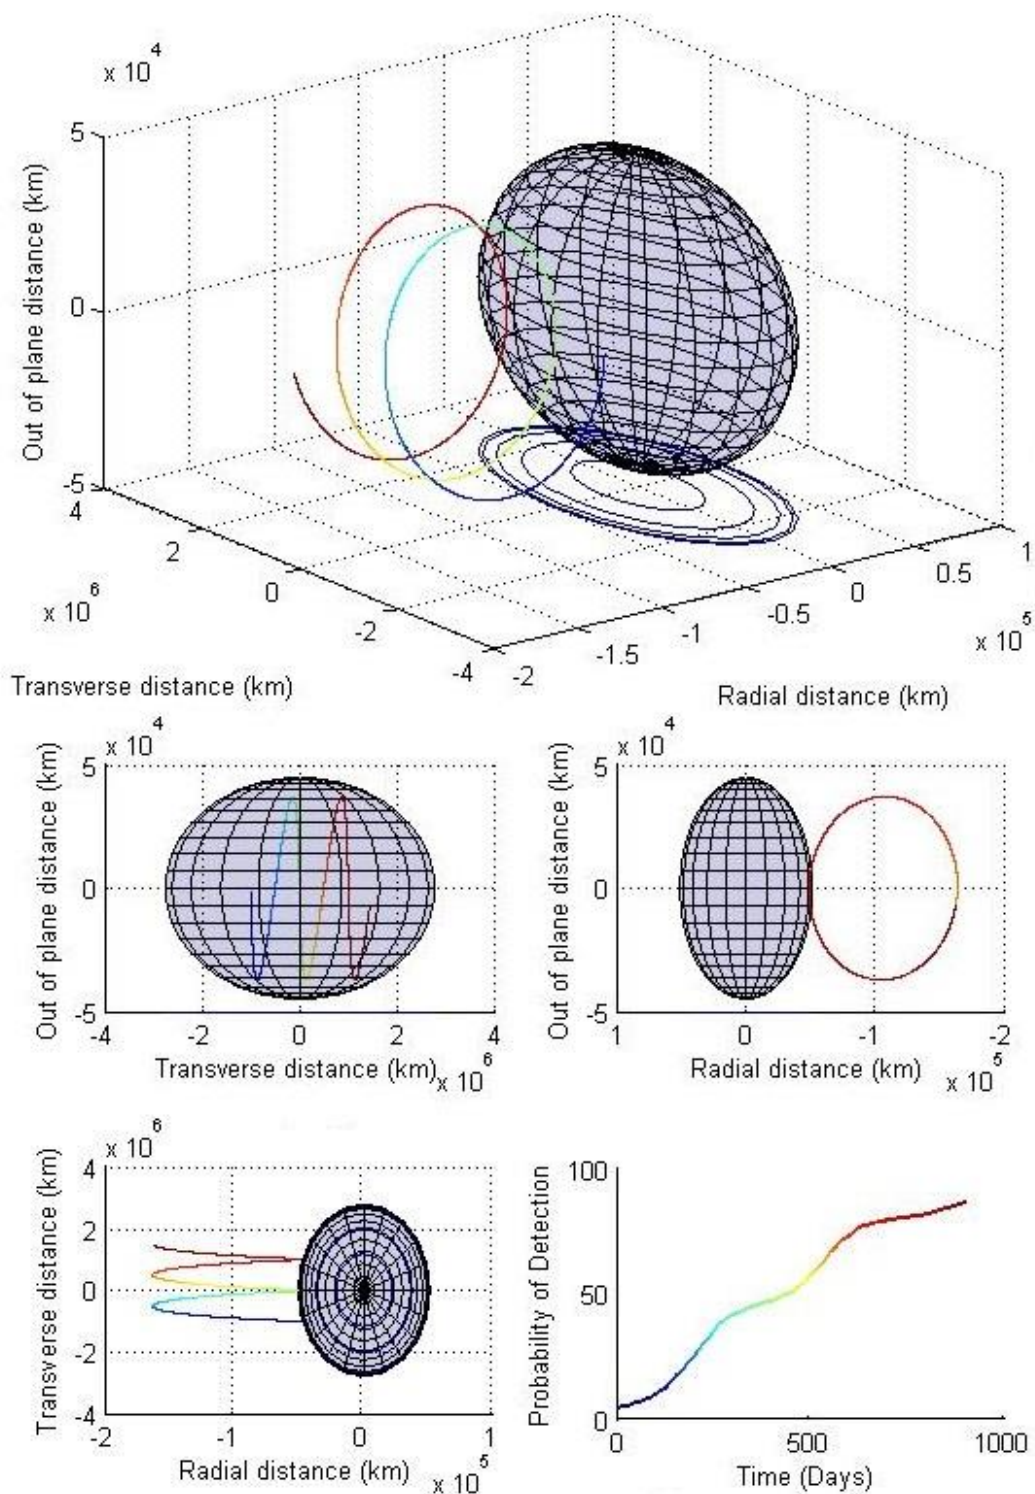 x 10^4
5
0
-5
Out of plane distance (km)
4
2
0
-2
-4
x 10^6
Transverse distance (km)
-2
-1.5
-1
-0.5
0
0.5
1
x 10^5
Radial distance (km)
x 10^4
5
0
-5
Out of plane distance (km)
-4
-2
0
2
4
Transverse distance (km)
x 10^6
x 10^4
5
0
-5
Out of plane distance (km)
1
0
-1
-2
Radial distance (km)
x 10^5
x 10^6
4
2
0
-2
-4
Transverse distance (km)
-2
-1
0
1
Radial distance (km)
x 10^5
100
50
0
Probability of Detection
0
500
1000
Time (Days)